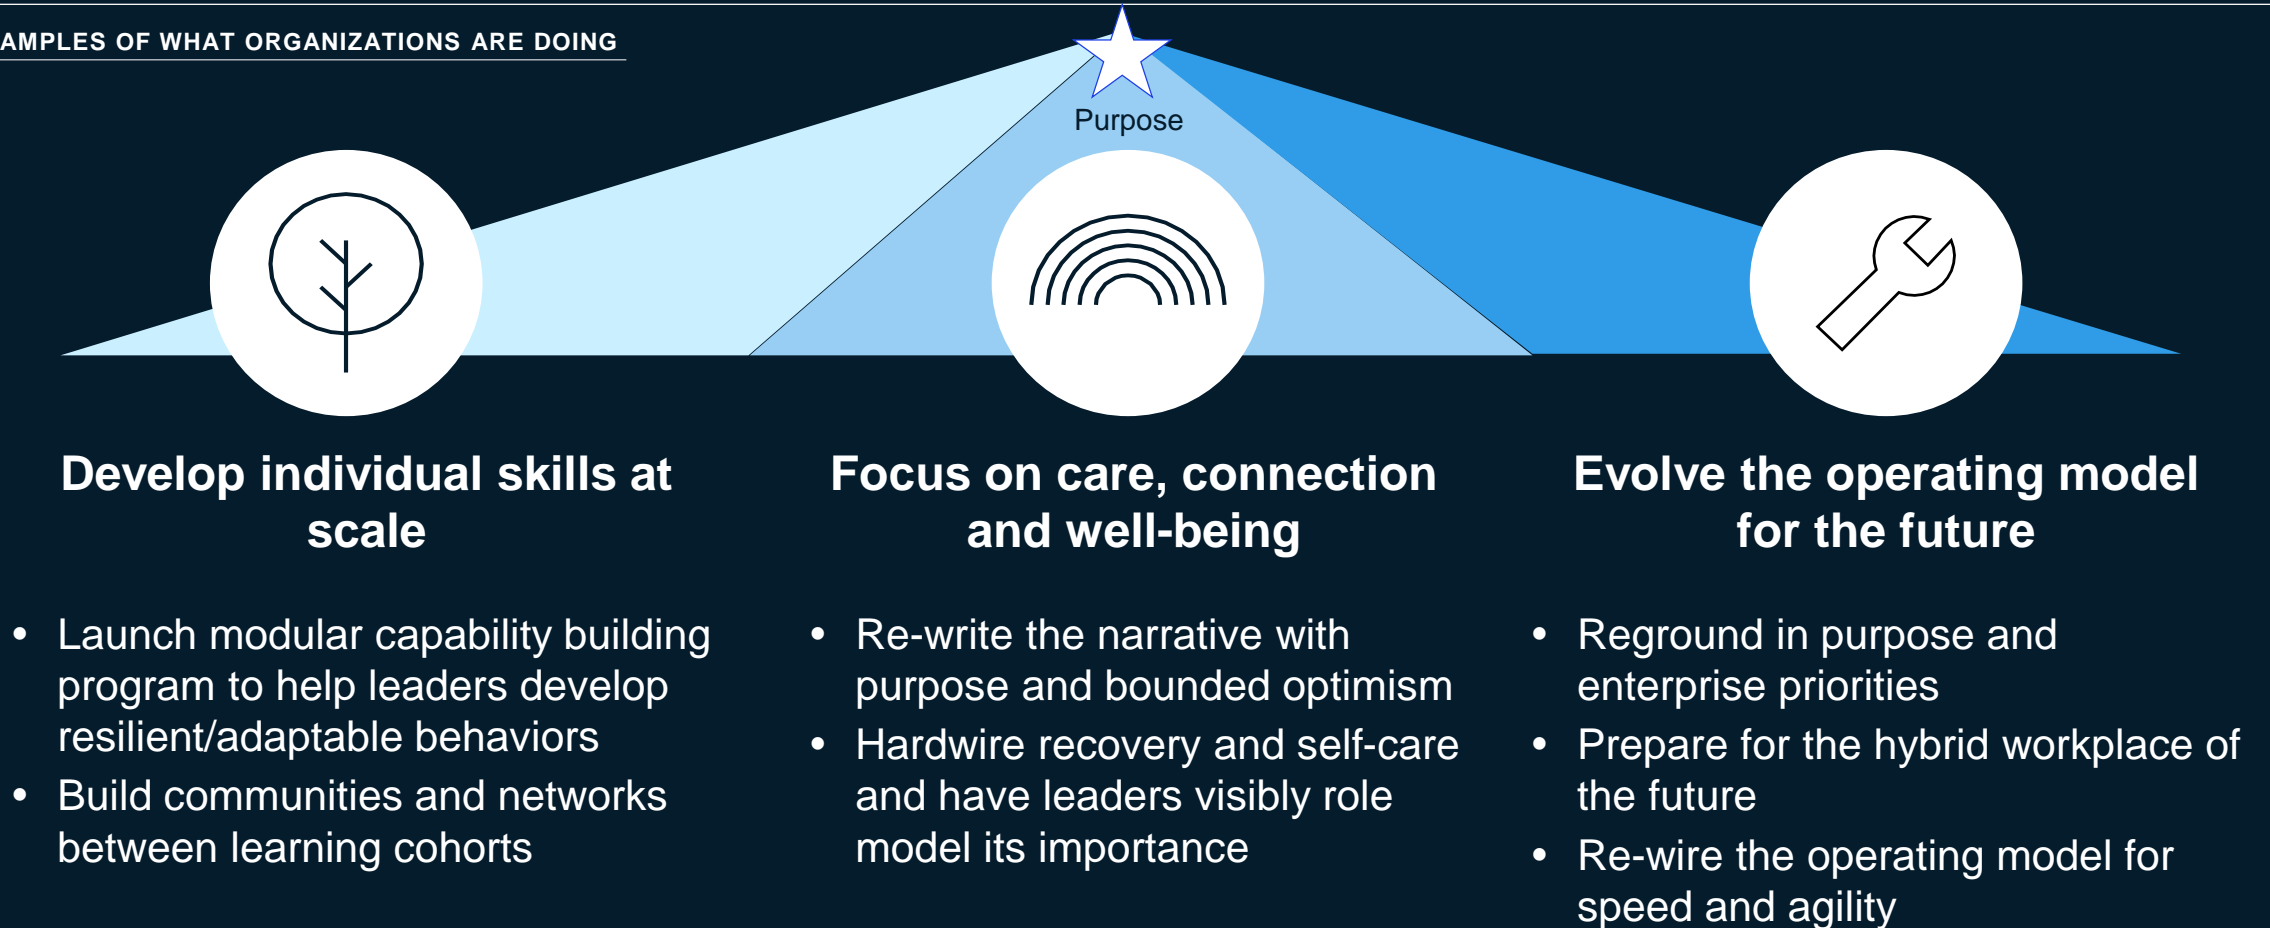 AMPLES OF WHAT ORGANIZATIONS ARE DOING
Purpose
Develop individual skills at
scale
• Launch modular capability building
program to help leaders develop
resilient/adaptable behaviors
• Build communities and networks
between learning cohorts
Focus on care, connection
and well-being
• Re-write the narrative with
purpose and bounded optimism
• Hardwire recovery and self-care
and have leaders visibly role
model its importance
Evolve the operating model
for the future
• Reground in purpose and
enterprise priorities
• Prepare for the hybrid workplace of
the future
• Re-wire the operating model for
speed and agility